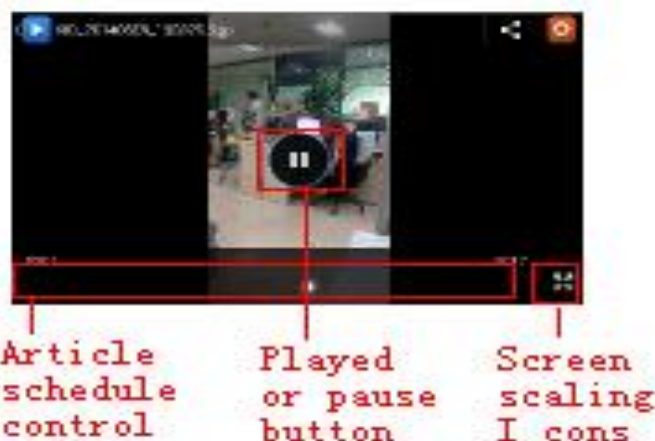 Article
schedule
control
Played
or pause
button
Screen
scaling
I cons